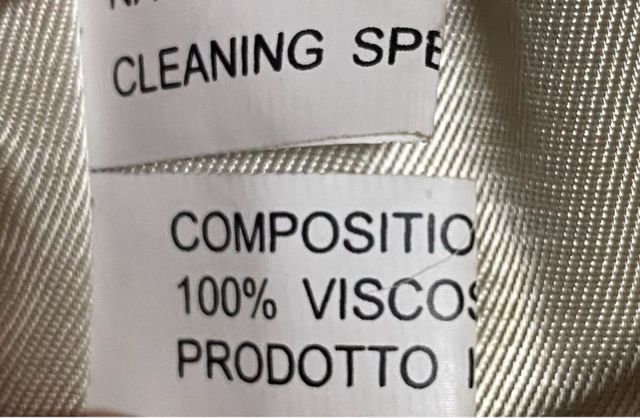 CLEANING SPE
COMPOSITIO
100% VISCOS
PRODOTTO I